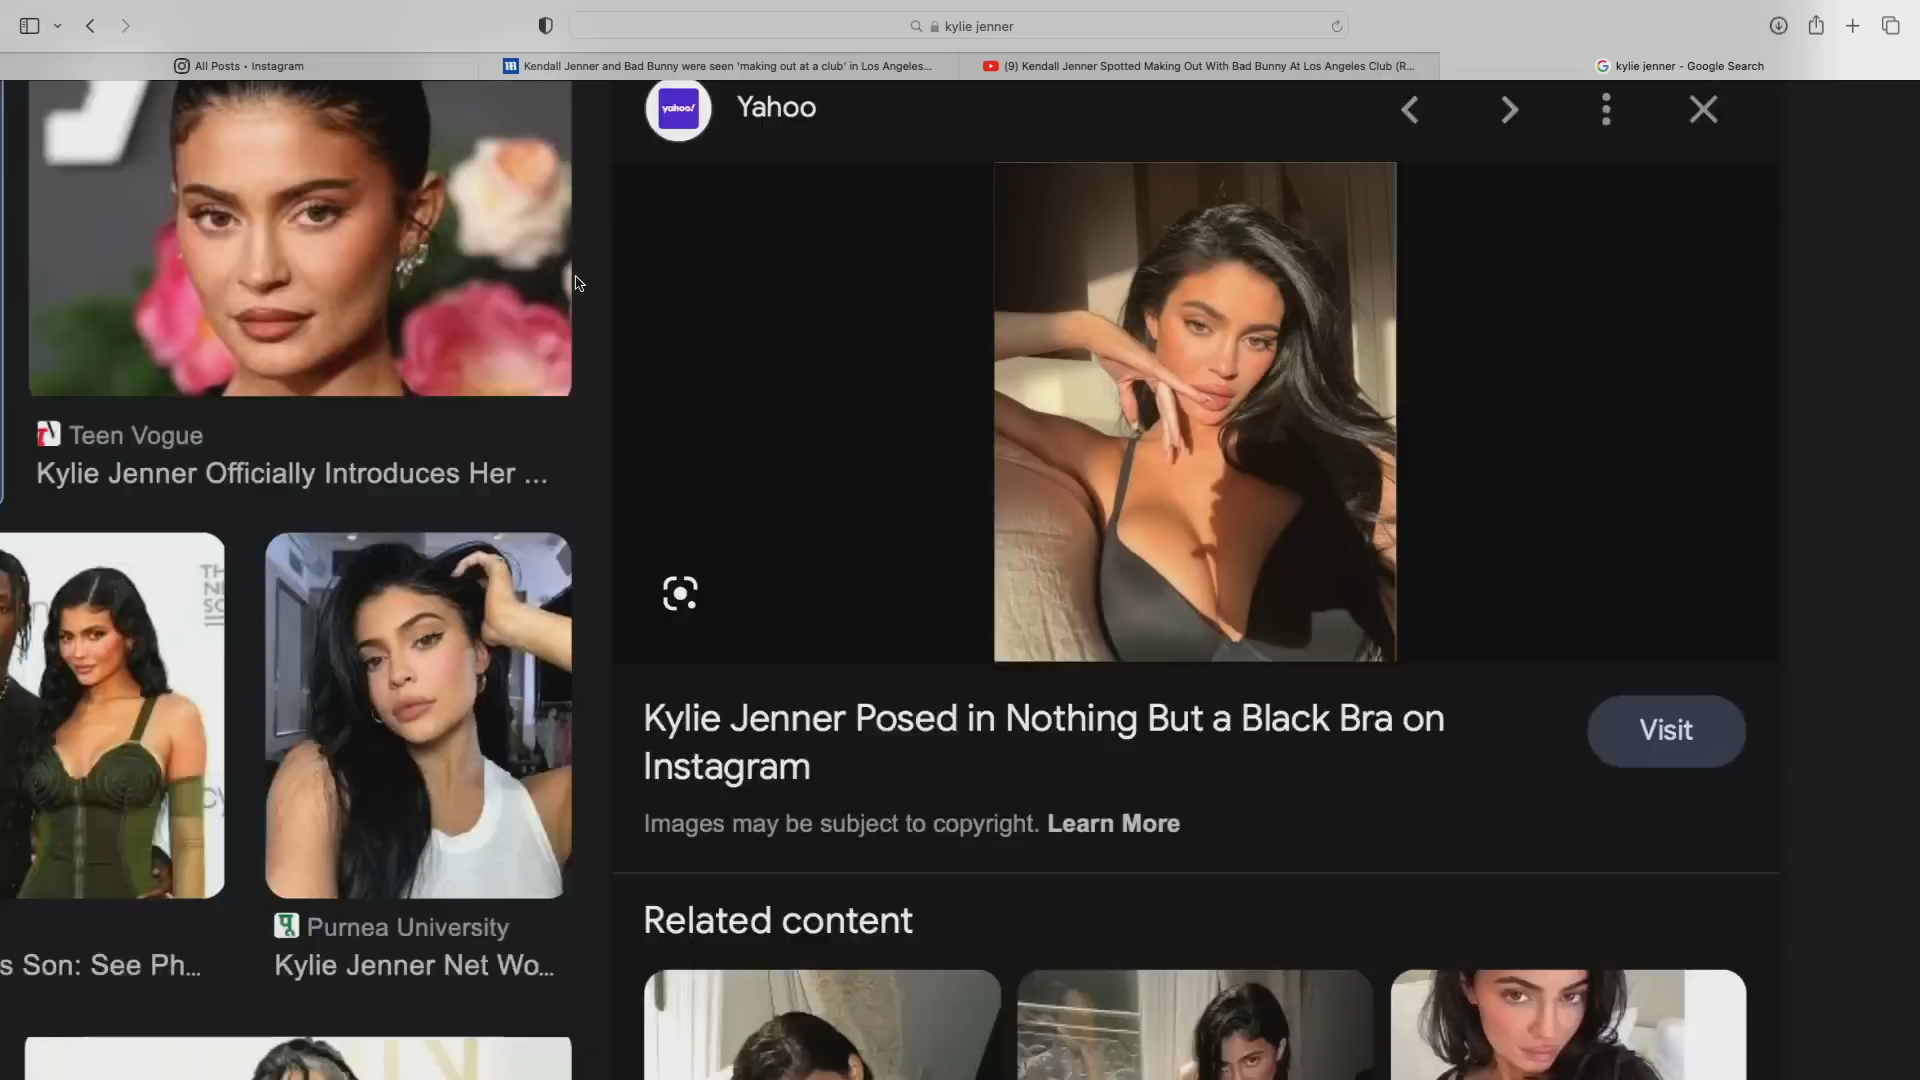 kylie jenner
All Posts • Instagram
Kendall Jenner and Bad Bunny were seen 'making out at a club' in Los Angeles...
(9) Kendall Jenner Spotted Making Out With Bad Bunny At Los Angeles Club (R...
kylie jenner - Google Search
yahoo!
Yahoo
Teen Vogue
Kylie Jenner Officially Introduces Her ...
Kylie Jenner Posed in Nothing But a Black Bra on
Instagram
Visit
Images may be subject to copyright. Learn More
Related content
Purnea University
s Son: See Ph...
Kylie Jenner Net Wo...